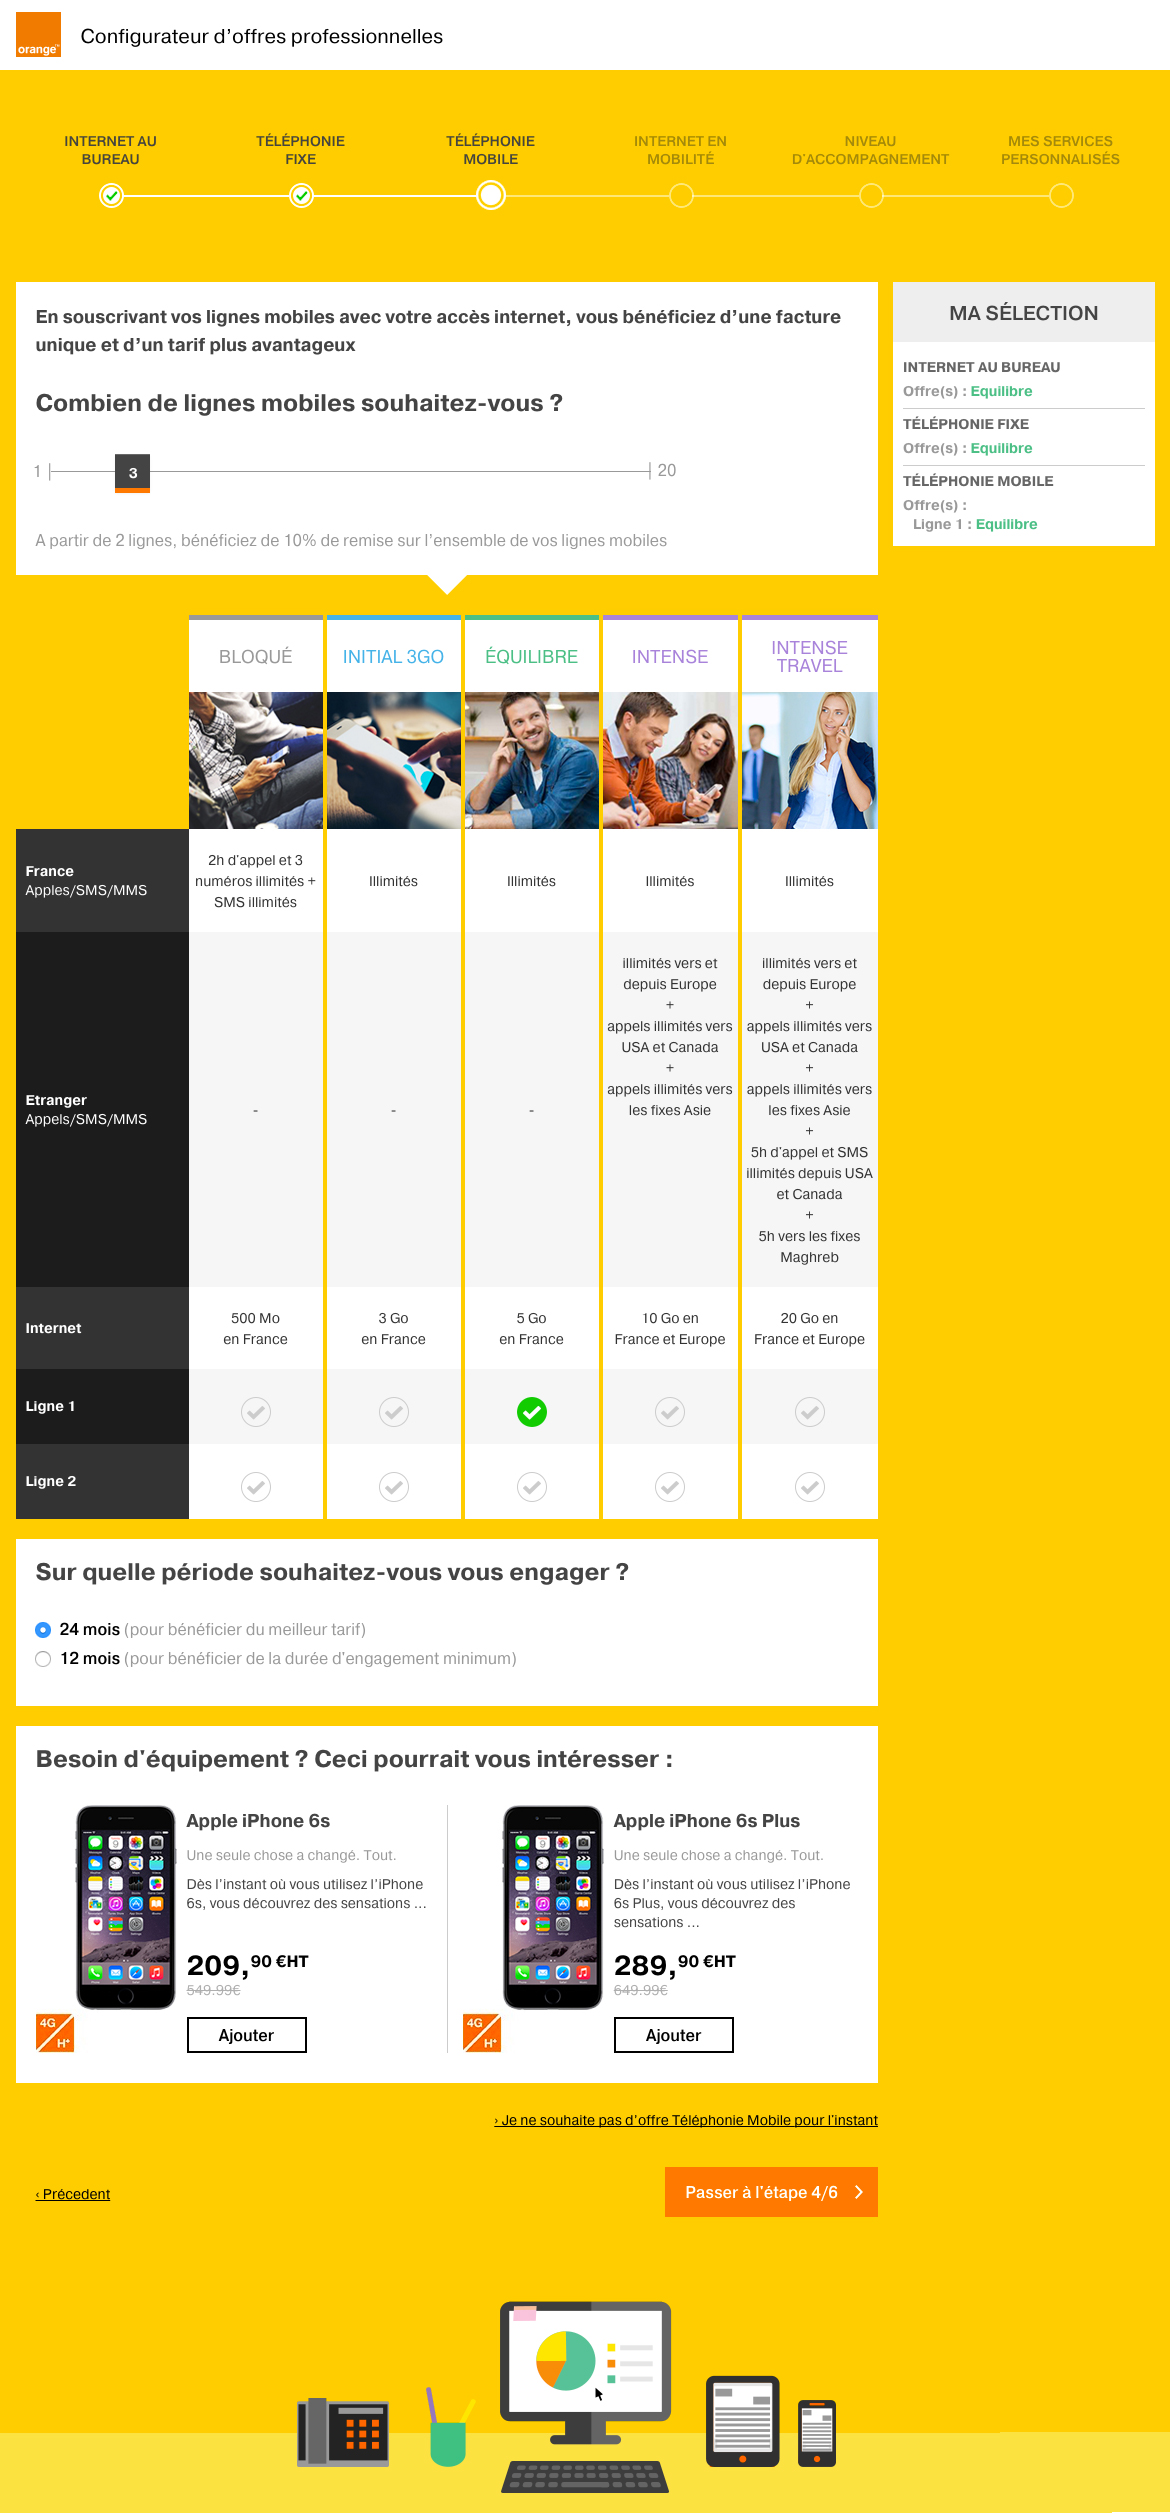 orange™
Configurateur d’offres professionnelles
INTERNET AU
BUREAU
TÉLÉPHONIE
FIXE
TÉLÉPHONIE
MOBILE
INTERNET EN
MOBILITÉ
NIVEAU
D’ACCOMPAGNEMENT
MES SERVICES
PERSONNALISÉS
En souscrivant vos lignes mobiles avec votre accès internet, vous bénéficiez d’une facture
unique et d’un tarif plus avantageux
Combien de lignes mobiles souhaitez-vous ?
1
3
20
A partir de 2 lignes, bénéficiez de 10% de remise sur l’ensemble de vos lignes mobiles
MA SÉLECTION
INTERNET AU BUREAU
Offre(s) : Equilibre
TÉLÉPHONIE FIXE
Offre(s) : Equilibre
TÉLÉPHONIE MOBILE
Offre(s) :
Ligne 1 : Equilibre
BLOQUÉ
INITIAL 3GO
ÉQUILIBRE
INTENSE
INTENSE
TRAVEL
France
Apples/SMS/MMS
2h d’appel et 3
numéros illimités +
SMS illimités
Illimités
Illimités
Illimités
Illimités
Etranger
Appels/SMS/MMS
-
-
-
illimités vers et
depuis Europe
+
appels illimités vers
USA et Canada
+
appels illimités vers
les fixes Asie
illimités vers et
depuis Europe
+
appels illimités vers
USA et Canada
+
appels illimités vers
les fixes Asie
+
5h d’appel et SMS
illimités depuis USA
et Canada
+
5h vers les fixes
Maghreb
Internet
500 Mo
en France
3 Go
en France
5 Go
en France
10 Go en
France et Europe
20 Go en
France et Europe
Ligne 1
Ligne 2
Sur quelle période souhaitez-vous vous engager ?
24 mois (pour bénéficier du meilleur tarif)
12 mois (pour bénéficier de la durée d’engagement minimum)
Besoin d'équipement ? Ceci pourrait vous intéresser :
Apple iPhone 6s
Une seule chose a changé. Tout.
Dès l’instant où vous utilisez l’iPhone
6s, vous découvrez des sensations ...
209,90 €HT
549.99€
4G
H+
Ajouter
Apple iPhone 6s Plus
Une seule chose a changé. Tout.
Dès l’instant où vous utilisez l’iPhone
6s Plus, vous découvrez des
sensations ...
289,90 €HT
649.99€
4G
H+
Ajouter
› Je ne souhaite pas d’offre Téléphonie Mobile pour l’instant
‹ Précedent
Passer à l’étape 4/6